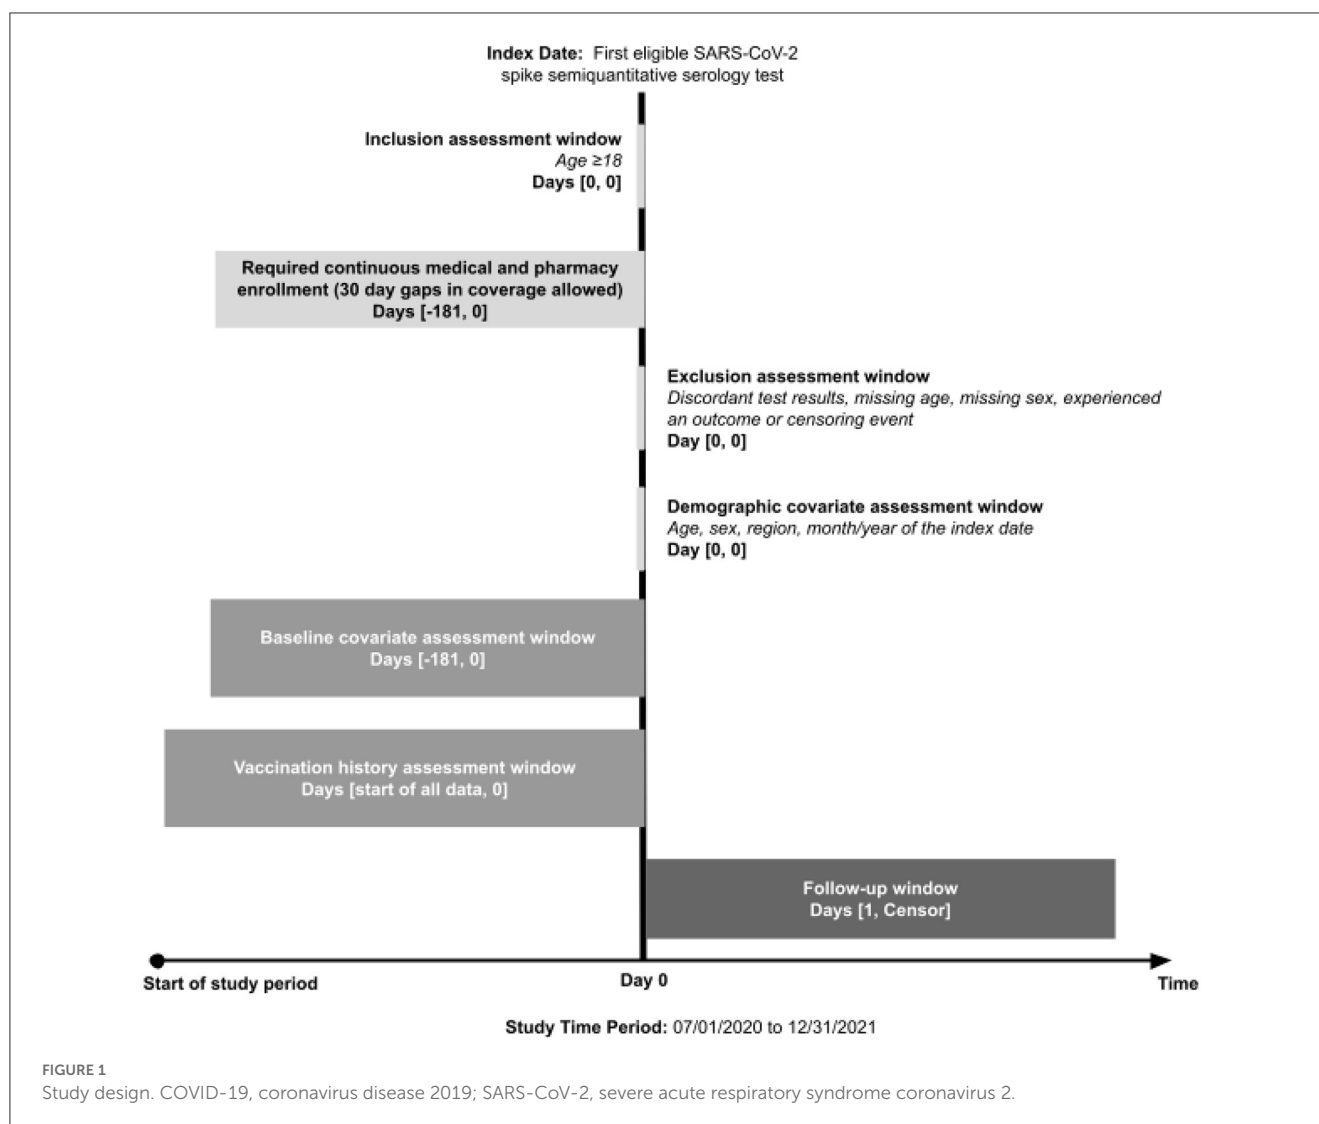 Index Date: First eligible SARS-CoV-2
spike semiquantitative serology test
Inclusion assessment window
Age ≥18
Days [0, 0]
Required continuous medical and pharmacy
enrollment (30 day gaps in coverage allowed)
Days [-181, 0]
Exclusion assessment window
Discordant test results, missing age, missing sex, experienced
an outcome or censoring event
Day [0, 0]
Demographic covariate assessment window
Age, sex, region, month/year of the index date
Day [0, 0]
Baseline covariate assessment window
Days [-181, 0]
Vaccination history assessment window
Days [start of all data, 0]
Follow-up window
Days [1, Censor]
Start of study period
Day 0
Time
Study Time Period: 07/01/2020 to 12/31/2021
FIGURE 1
Study design. COVID-19, coronavirus disease 2019; SARS-CoV-2, severe acute respiratory syndrome coronavirus 2.